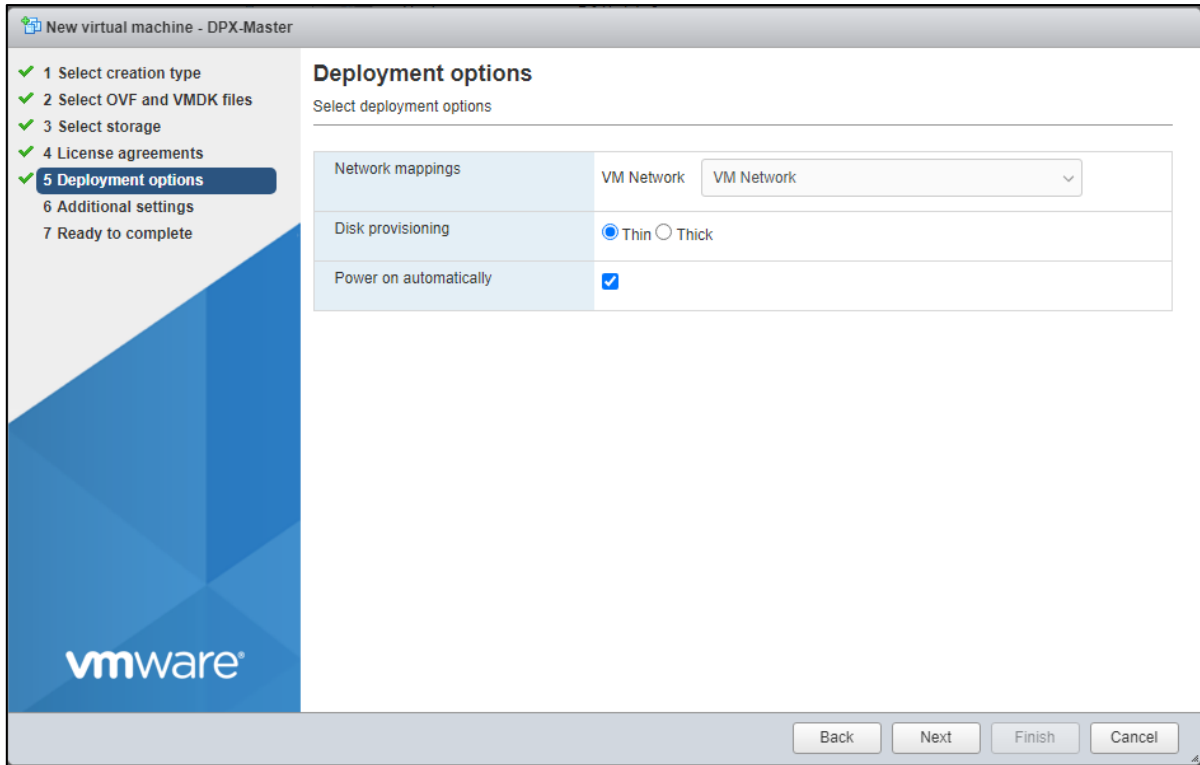 New virtual machine - DPX-Master
1 Select creation type
2 Select OVF and VMDK files
3 Select storage
4 License agreements
5 Deployment options
6 Additional settings
7 Ready to complete
vmware®
Deployment options
Select deployment options
Network mappings
VM Network VM Network
Disk provisioning
Thin Thick
Power on automatically
Back Next Finish Cancel